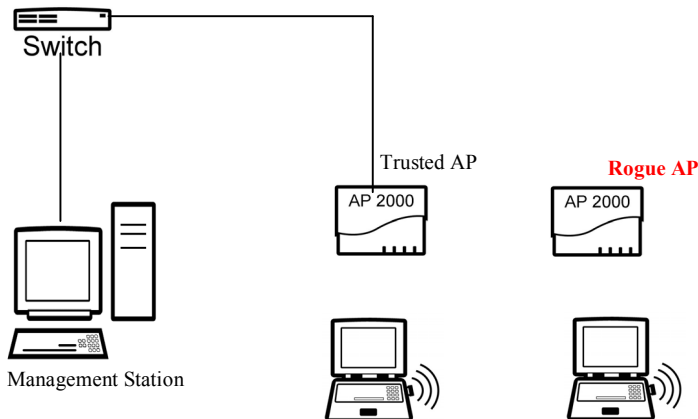 Switch
Trusted AP
Rogue AP
AP 2000
AP 2000
Management Station